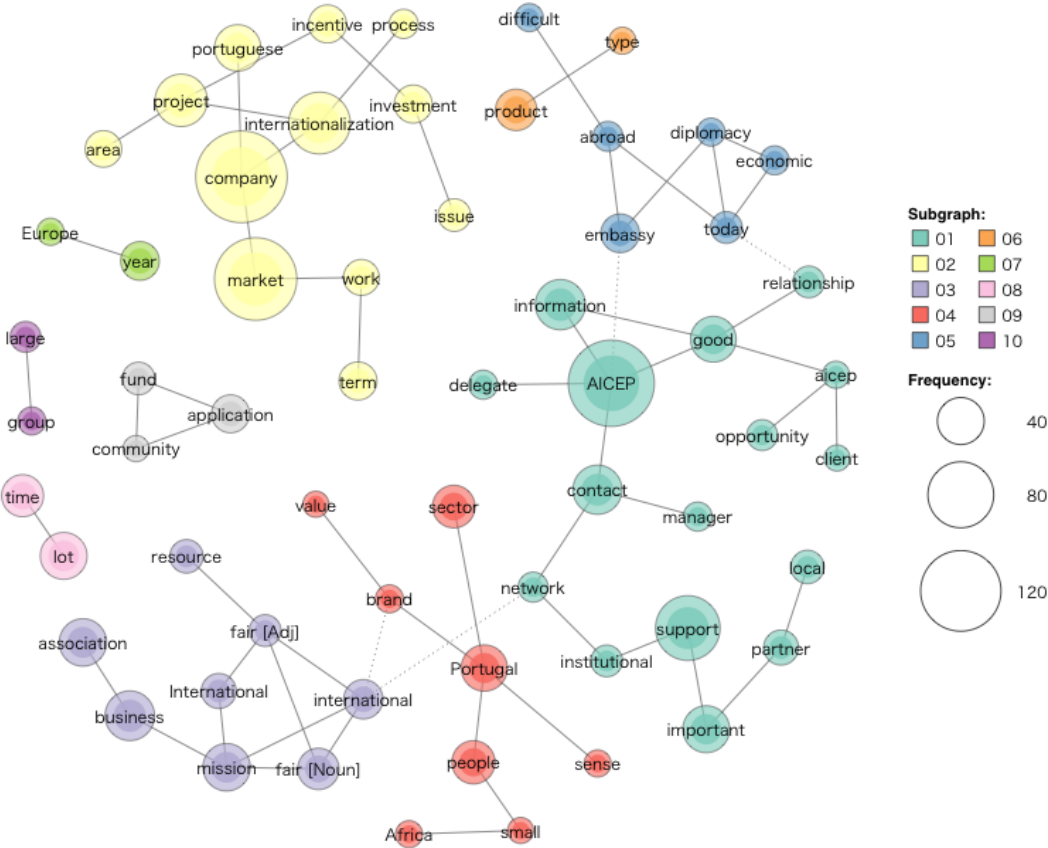 difficult
incentive
process
portuguese
type
project
investment
product
internationalization
abroad
diplomacy
area
economic
company
issue
Europe
embassy
today
year
market
work
relationship
information
large
good
fund
term
delegate
AICEP
aicep
application
group
community
opportunity
client
time
value
sector
contact
manager
lot
resource
local
network
brand
association
fair [Adj]
support
partner
institutional
Portugal
International
international
business
important
mission
fair [Noun]
people
sense
Africa
small
Subgraph:
01 06
02 07
03 08
04 09
05 10
Frequency:
40
80
120